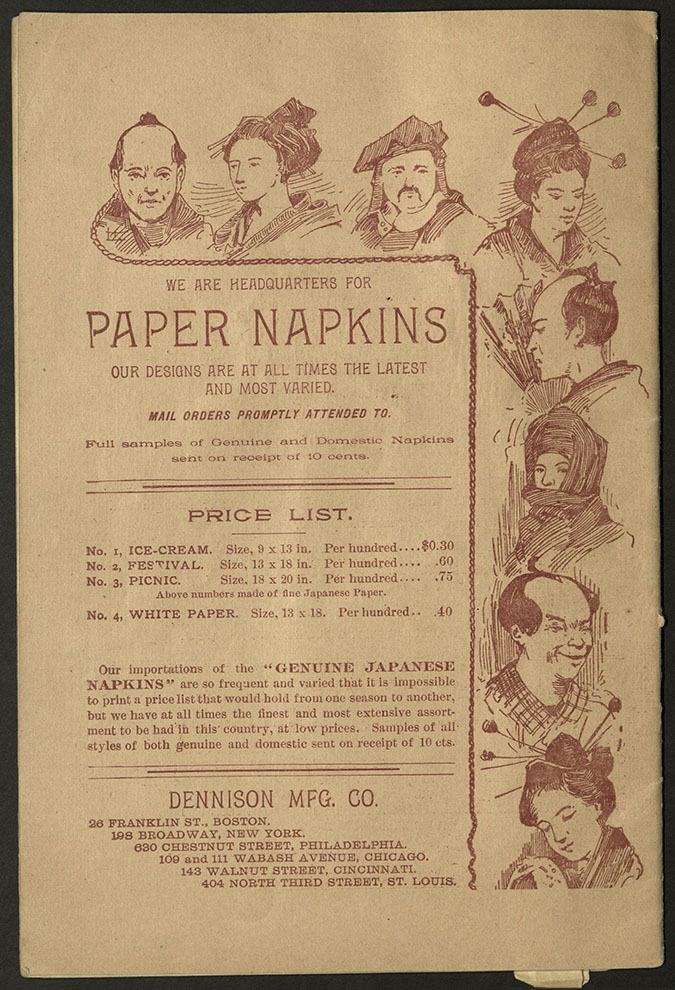 WE ARE HEADQUARTERS FOR
PAPER NAPKINS
OUR DESIGNS ARE AT ALL TIMES THE LATEST
AND MOST VARIED.
MAIL ORDERS PROMPTLY ATTENDED TO.
Full samples of Genuine and Domestic Napkins
sent on receipt of 10 cents.
PRICE LIST.
No. 1, ICE-CREAM. Size, 9 x 13 in. Per hundred....$0.30
No. 2, FESTIVAL. Size, 13 x 18 in. Per hundred.... .60
No. 3, PICNIC. Size, 18 x 20 in. Per hundred.... .75
Above numbers made of fine Japanese Paper.
No. 4, WHITE PAPER. Size, 13 x 18. Per hundred.. .40
Our importations of the "GENUINE JAPANESE
NAPKINS" are so frequent and varied that it is impossible
to print a price list that would hold from one season to another,
but we have at all times the finest and most extensive assort-
ment to be had in this country, at low prices. Samples of all
styles of both genuine and domestic sent on receipt of 10 cts.
DENNISON MFG. CO.
26 FRANKLIN ST., BOSTON.
198 BROADWAY, NEW YORK.
630 CHESTNUT STREET, PHILADELPHIA.
109 and 111 WABASH AVENUE, CHICAGO.
143 WALNUT STREET, CINCINNATI.
404 NORTH THIRD STREET, ST. LOUIS.